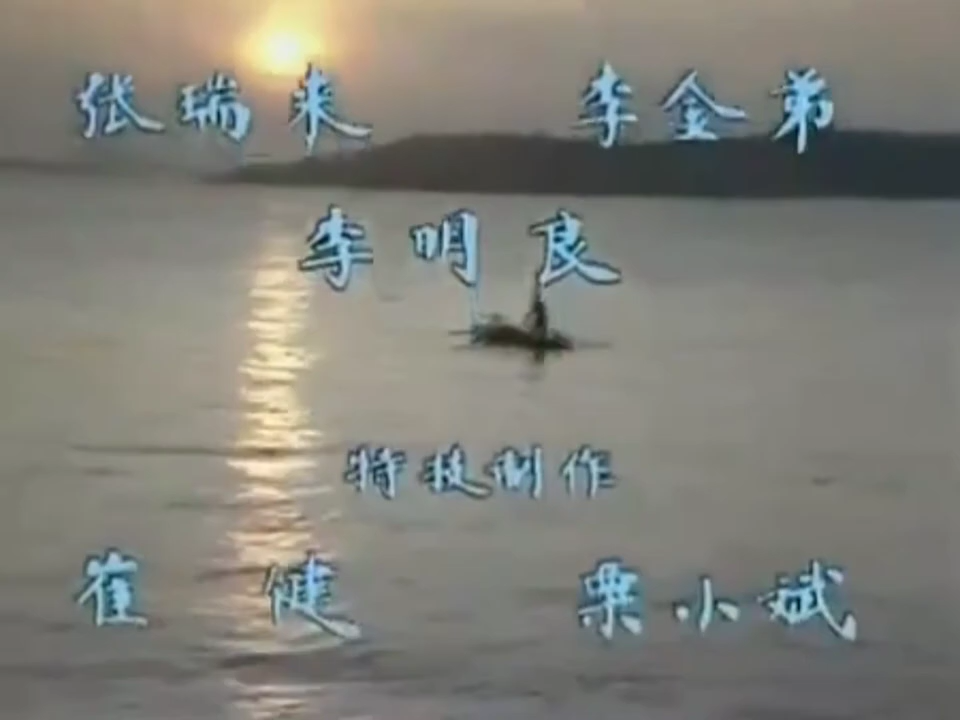 张瑞来 李金弟
李明良
特技制作
崔健 栗小斌